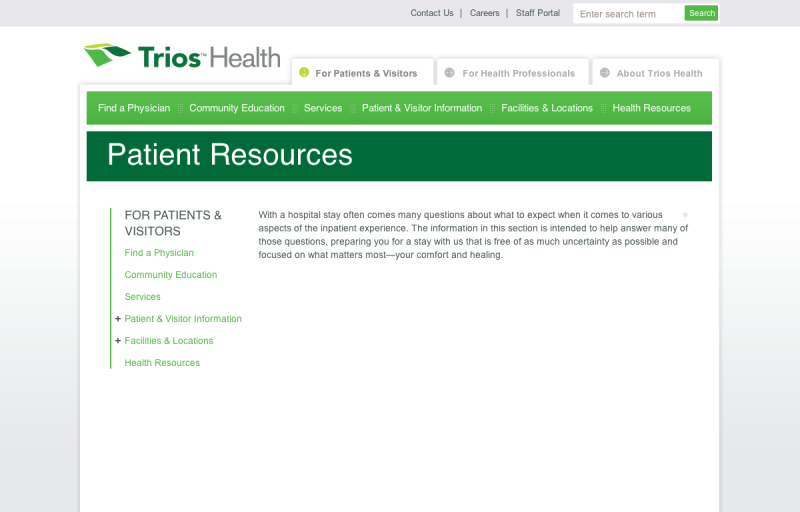 Contact Us | Careers | Staff Portal
Enter search term
Search
Trios™ Health
For Patients & Visitors
For Health Professionals
About Trios Health
Find a Physician
Community Education
Services
Patient & Visitor Information
Facilities & Locations
Health Resources
Patient Resources
FOR PATIENTS &
VISITORS
Find a Physician
Community Education
Services
+ Patient & Visitor Information
+ Facilities & Locations
Health Resources
With a hospital stay often comes many questions about what to expect when it comes to various
aspects of the inpatient experience. The information in this section is intended to help answer many of
those questions, preparing you for a stay with us that is free of as much uncertainty as possible and
focused on what matters most—your comfort and healing.